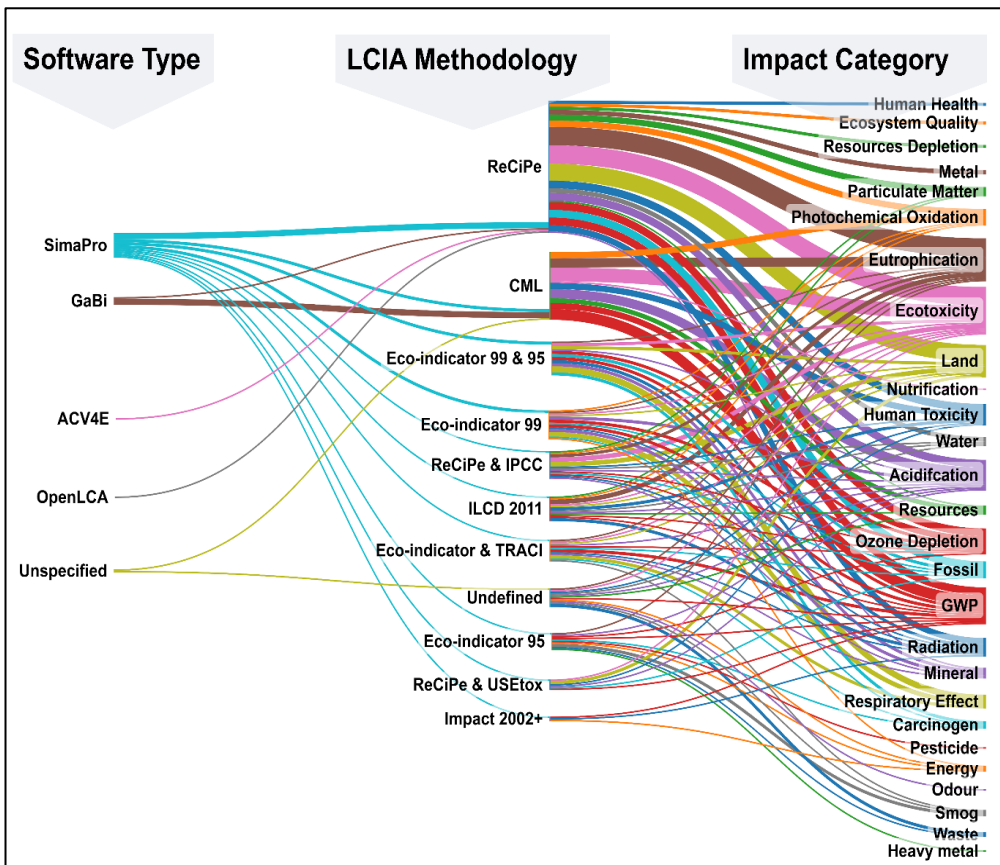 Software Type
LCIA Methodology
Impact Category
SimaPro
GaBi
ACV4E
OpenLCA
Unspecified
ReCiPe
CML
Eco-indicator 99 & 95
Eco-indicator 99
ReCiPe & IPCC
ILCD 2011
Eco-indicator & TRACI
Undefined
Eco-indicator 95
ReCiPe & USEtox
Impact 2002+
Human Health
Ecosystem Quality
Resources Depletion
Metal
Particulate Matter
Photochemical Oxidation
Eutrophication
Ecotoxicity
Land
Nutrification
Human Toxicity
Water
Acidifcation
Resources
Ozone Depletion
Fossil
GWP
Radiation
Mineral
Respiratory Effect
Carcinogen
Pesticide
Energy
Odour
Smog
Waste
Heavy metal